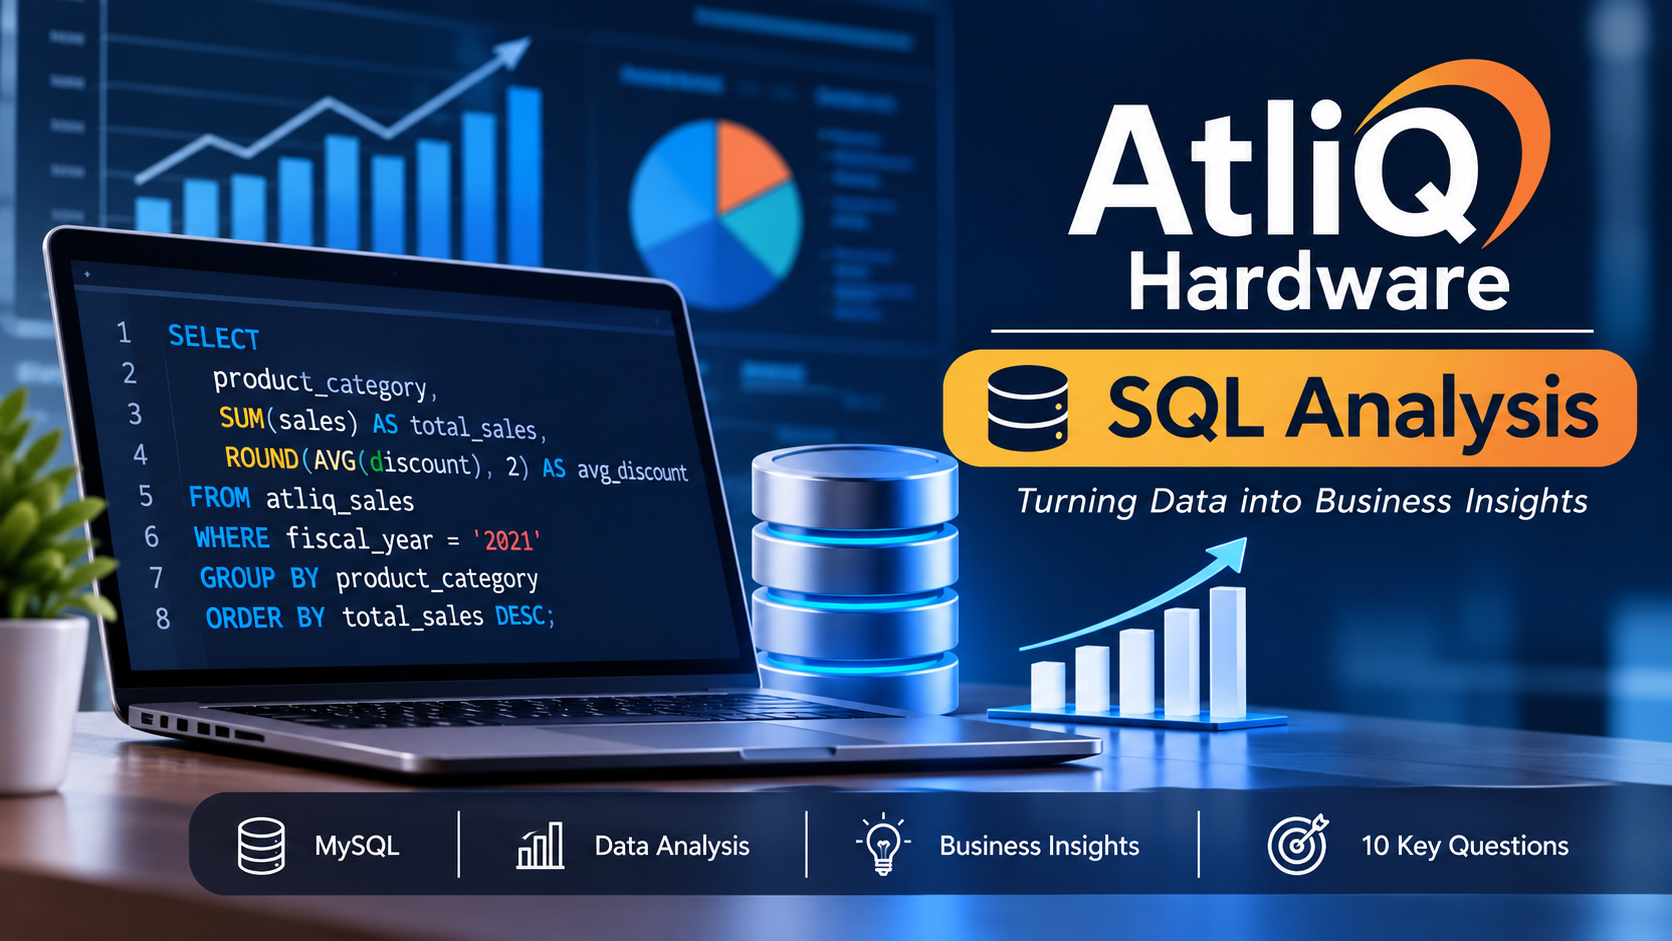 AtliQ
Hardware
SQL Analysis
Turning Data into Business Insights
1 SELECT
2 product_category,
3 SUM(sales) AS total_sales,
4 ROUND(AVG(discount), 2) AS avg_discount
5 FROM atliq_sales
6 WHERE fiscal_year = '2021'
7 GROUP BY product_category
8 ORDER BY total_sales DESC;
MySQL
Data Analysis
Business Insights
10 Key Questions